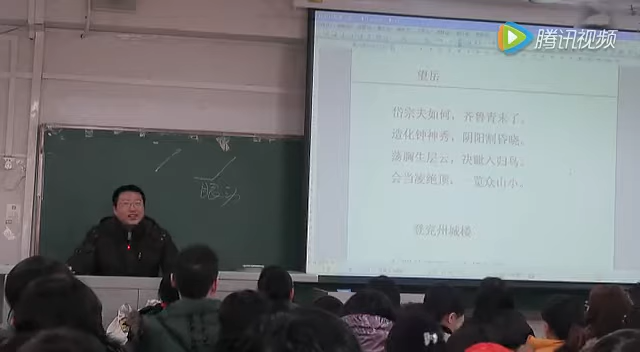 腾讯视频
望岳
岱宗夫如何，齐鲁青未了。
造化钟神秀，阴阳割昏晓。
荡胸生层云，决眦入归鸟。
会当凌绝顶，一览众山小。
登兖州城楼